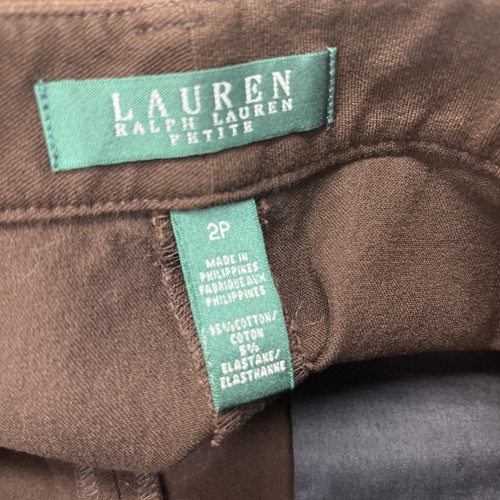 LAUREN
RALPH LAUREN
PETITE
2P
MADE IN
PHILIPPINES
FABRIQUE AUX
PHILIPPINES
95% COTTON/
COTON
5%
ELASTANE/
ELASTHANNE